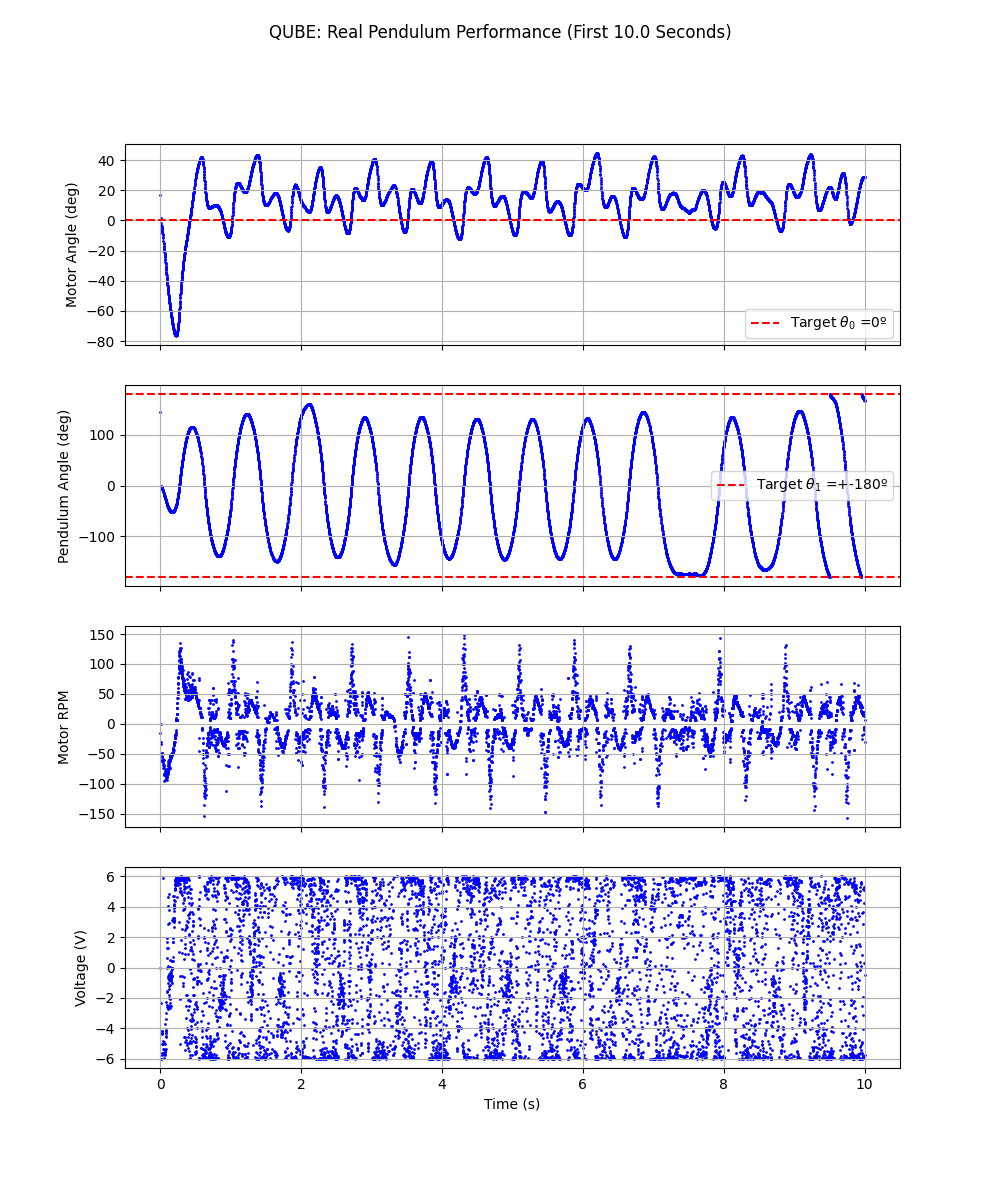 QUBE: Real Pendulum Performance (First 10.0 Seconds)
Motor Angle (deg)
40
20
0
−20
−40
−60
−80
Target θ0 =0º
Pendulum Angle (deg)
100
0
−100
Target θ1 =+-180º
Motor RPM
150
100
50
0
−50
−100
−150
Voltage (V)
6
4
2
0
−2
−4
−6
0 2 4 6 8 10
Time (s)